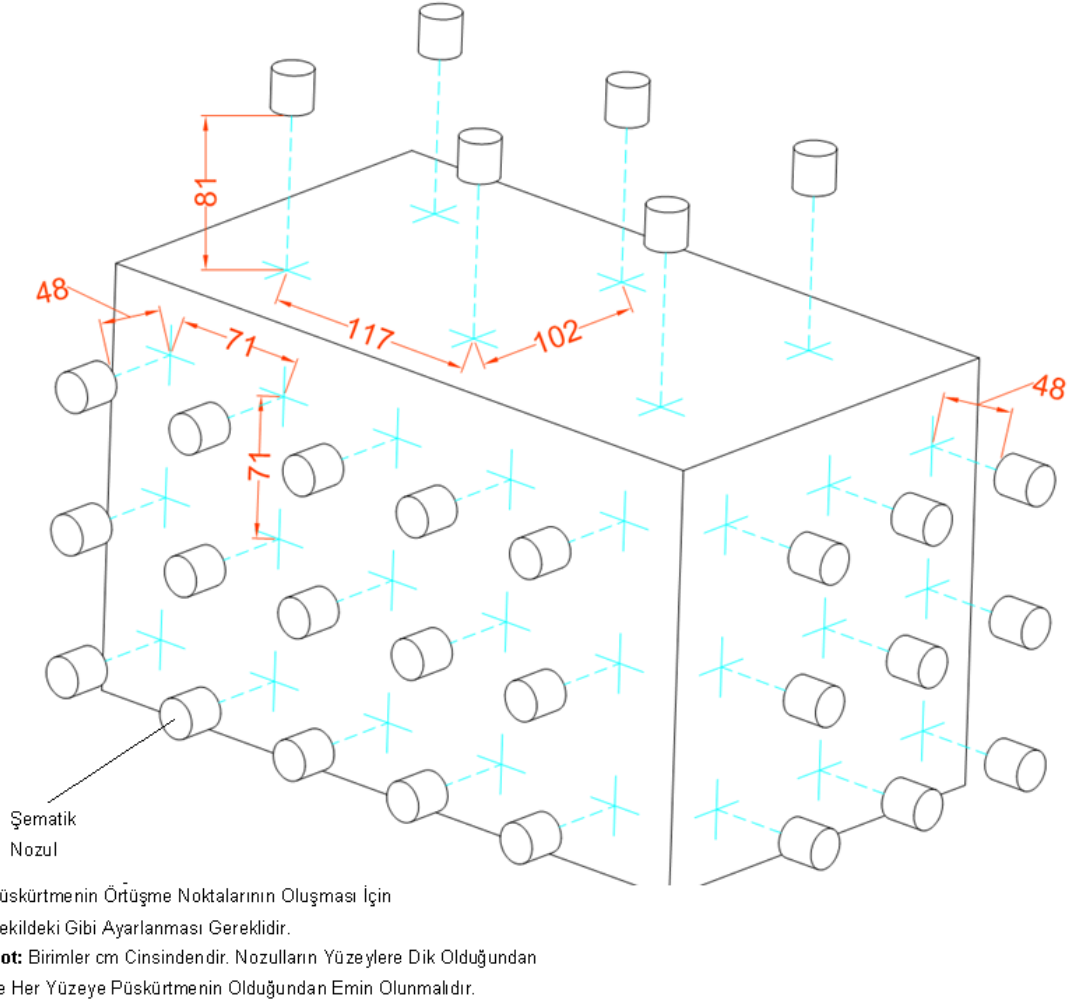 81
48
71
117
102
48
71
Şematik
Nozul
üskürtmenin Örtüşme Noktalarının Oluşması İçin
ekildeki Gibi Ayarlanması Gereklidir.
ot: Birimler cm Cinsindendir. Nozulların Yüzeylere Dik Olduğundan
e Her Yüzeye Püskürtmenin Olduğundan Emin Olunmalıdır.